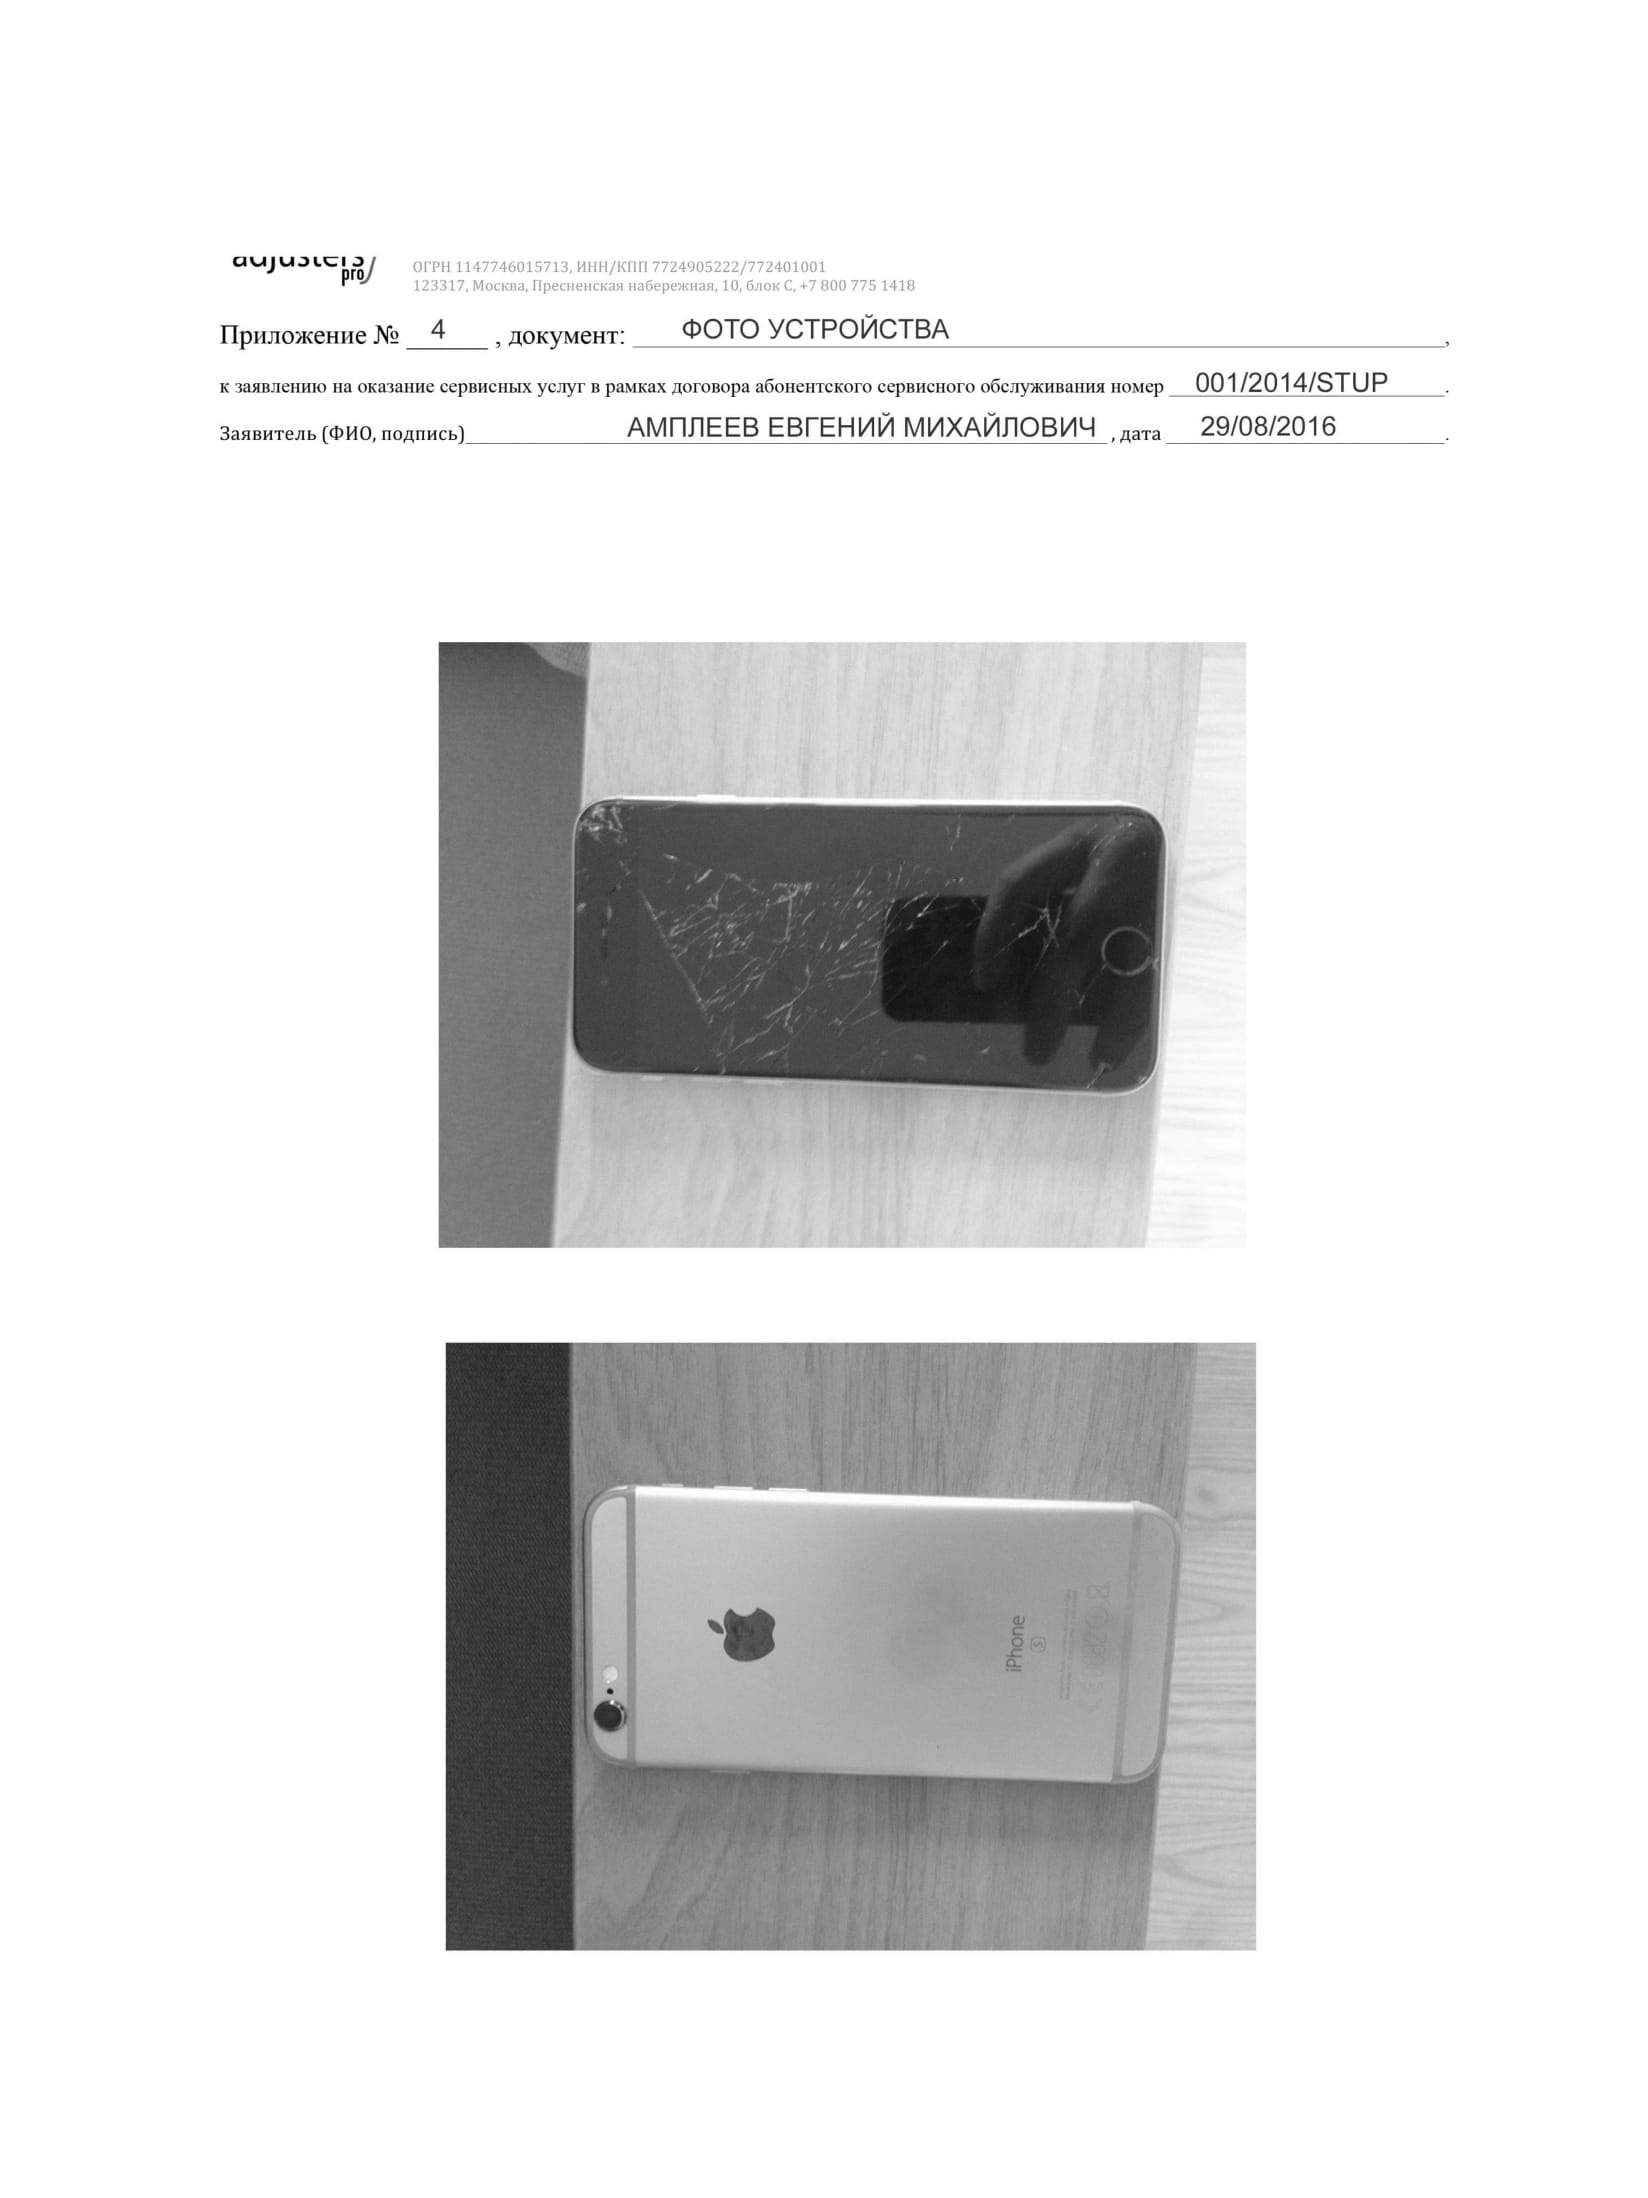 adjusters
pro
ОГРН 1147746015713, ИНН/КПП 7724905222/772401001
123317, Москва, Пресненская набережная, 10, блок С, +7 800 775 1418
Приложение № 4 , документ: ФОТО УСТРОЙСТВА ,
к заявлению на оказание сервисных услуг в рамках договора абонентского сервисного обслуживания номер 001/2014/STUP .
Заявитель (ФИО, подпись) АМПЛЕЕВ ЕВГЕНИЙ МИХАЙЛОВИЧ , дата 29/08/2016 .
iPhone
S